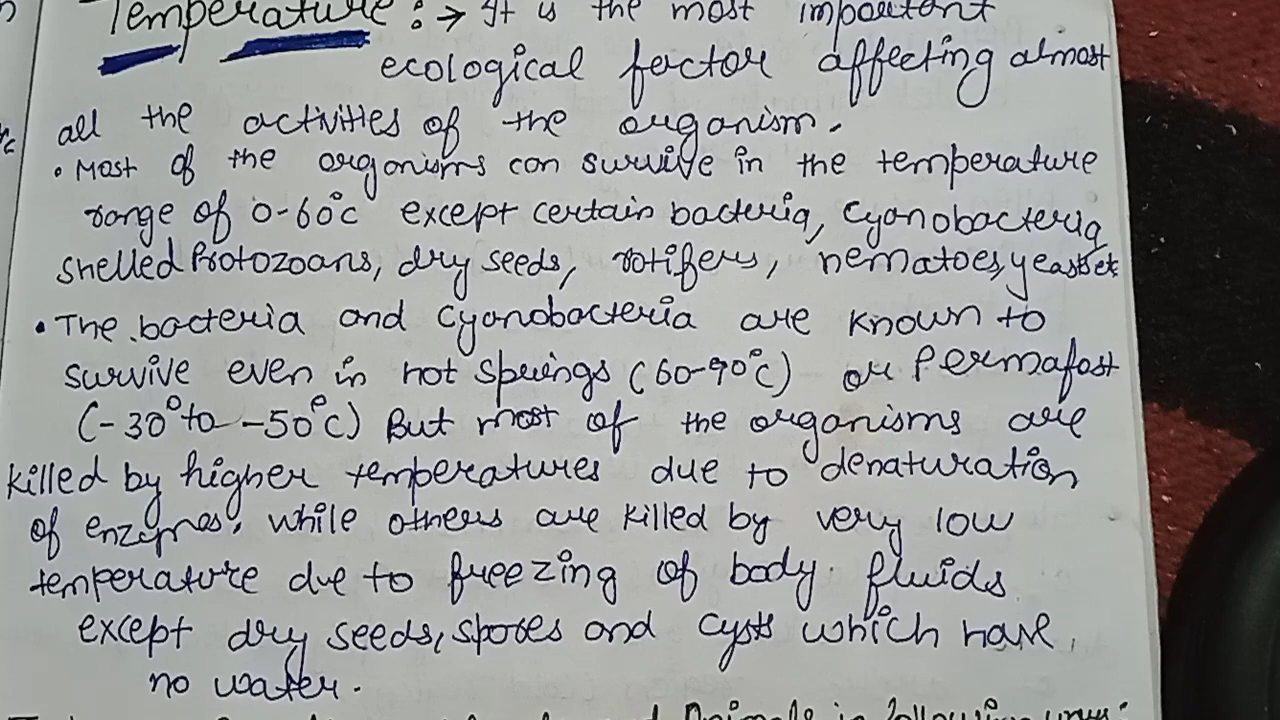 Temperature :→ It is the most important
ecological factor affecting almost
all the activities of the organism.
• Most of the organisms can survive in the temperature
range of 0-60°c except certain bacteria, cyanobacteria
shelled Protozoans, dry seeds, rotifers, nematoes, yeast etc
• The bacteria and cyanobacteria are known to
survive even in hot springs (60-90°c) or Permafost
(-30° to -50°c) But most of the organisms are
killed by higher temperatures due to denaturation
of enzymes, while others are killed by very low
temperature due to freezing of body fluids
except dry seeds, spores and cysts which have
no water.
Animals in following ways: